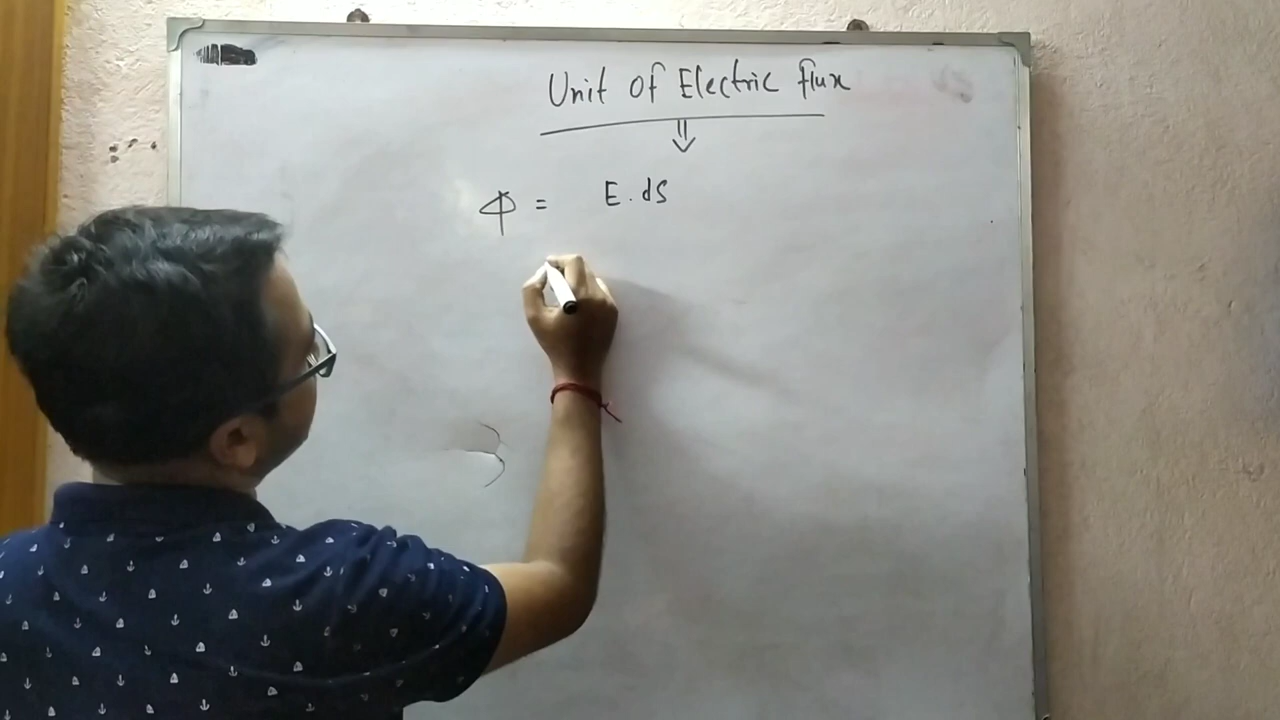 Unit of Electric flux
⇓
Φ = E.ds